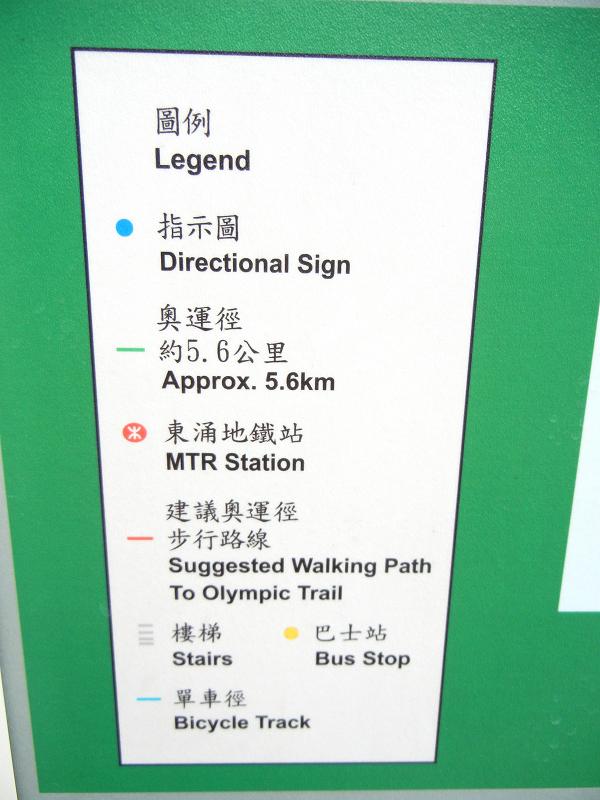 圖例
Legend
指示圖
Directional Sign
奧運徑
約5.6公里
Approx. 5.6km
東涌地鐵站
MTR Station
建議奧運徑
步行路線
Suggested Walking Path
To Olympic Trail
樓梯
Stairs
巴士站
Bus Stop
單車徑
Bicycle Track